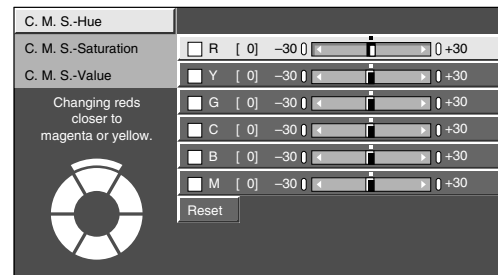 C. M. S.-Hue
C. M. S.-Saturation
C. M. S.-Value
Changing reds
closer to
magenta or yellow.
R [ 0] –30 +30
Y [ 0] –30 +30
G [ 0] –30 +30
C [ 0] –30 +30
B [ 0] –30 +30
M [ 0] –30 +30
Reset